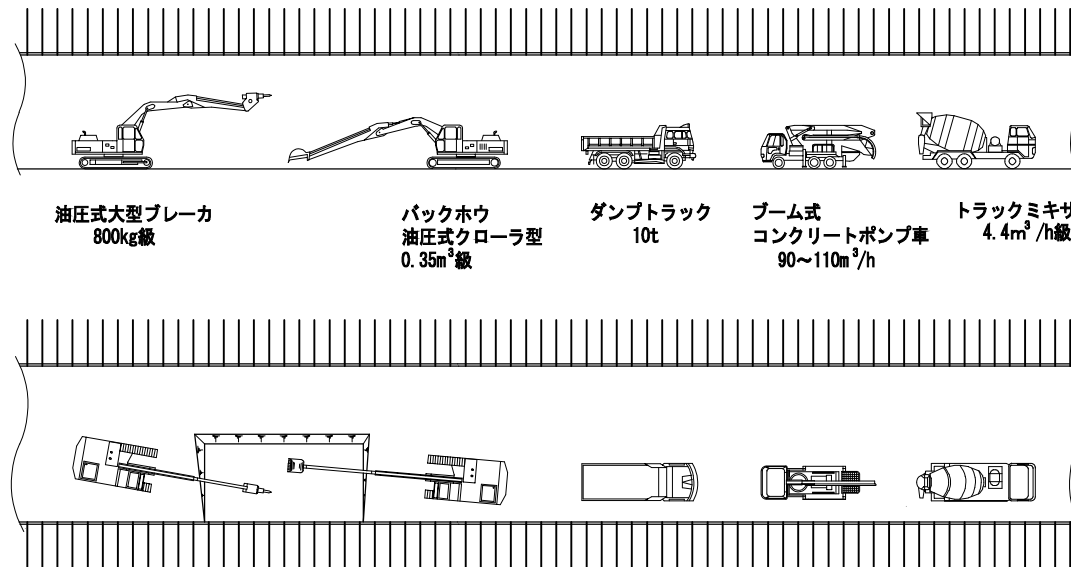 油圧式大型ブレーカ
800kg級
バックホウ
油圧式クローラ型
0.35m³級
ダンプトラック
10t
ブーム式
コンクリートポンプ車
90～110m³/h
トラックミキサ
4.4m³/h級